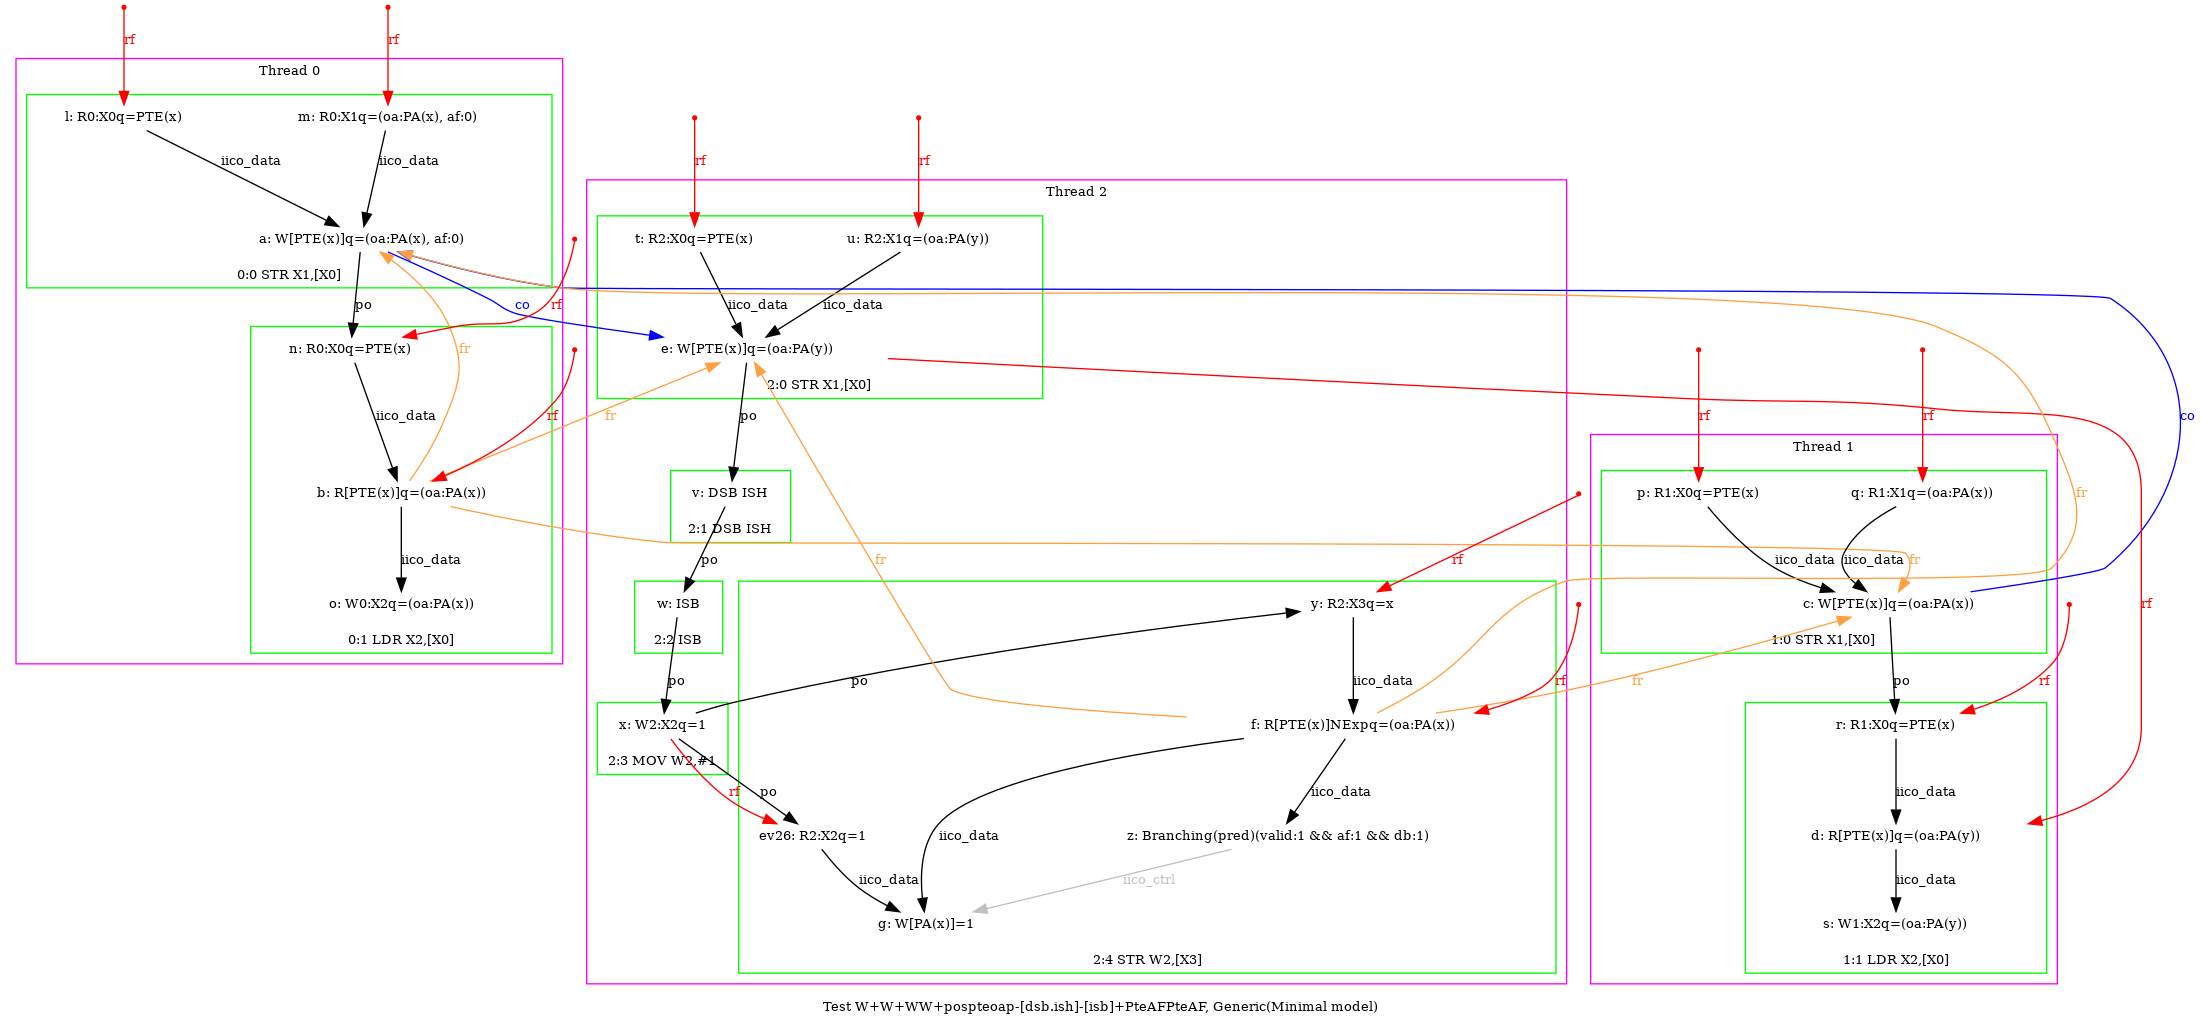 rf
rf
Thread 0
l: R0:X0q=PTE(x)
m: R0:X1q=(oa:PA(x), af:0)
iico_data
iico_data
a: W[PTE(x)]q=(oa:PA(x), af:0)
0:0 STR X1,[X0]
po
rf
n: R0:X0q=PTE(x)
fr
iico_data
rf
b: R[PTE(x)]q=(oa:PA(x))
iico_data
o: W0:X2q=(oa:PA(x))
0:1 LDR X2,[X0]
rf
rf
Thread 2
t: R2:X0q=PTE(x)
u: R2:X1q=(oa:PA(y))
co
iico_data
iico_data
e: W[PTE(x)]q=(oa:PA(y))
2:0 STR X1,[X0]
fr
po
v: DSB ISH
2:1 DSB ISH
po
fr
rf
w: ISB
2:2 ISB
y: R2:X3q=x
po
po
iico_data
rf
fr
x: W2:X2q=1
f: R[PTE(x)]NExpq=(oa:PA(x))
2:3 MOV W2,#1
rf
po
iico_data
iico_data
ev26: R2:X2q=1
z: Branching(pred)(valid:1 && af:1 && db:1)
iico_data
iico_ctrl
g: W[PA(x)]=1
2:4 STR W2,[X3]
rf
rf
co
Thread 1
p: R1:X0q=PTE(x)
q: R1:X1q=(oa:PA(x))
fr
iico_data
iico_data
fr
c: W[PTE(x)]q=(oa:PA(x))
rf
1:0 STR X1,[X0]
po
rf
r: R1:X0q=PTE(x)
iico_data
d: R[PTE(x)]q=(oa:PA(y))
iico_data
s: W1:X2q=(oa:PA(y))
1:1 LDR X2,[X0]
Test W+W+WW+pospteoap-[dsb.ish]-[isb]+PteAFPteAF, Generic(Minimal model)